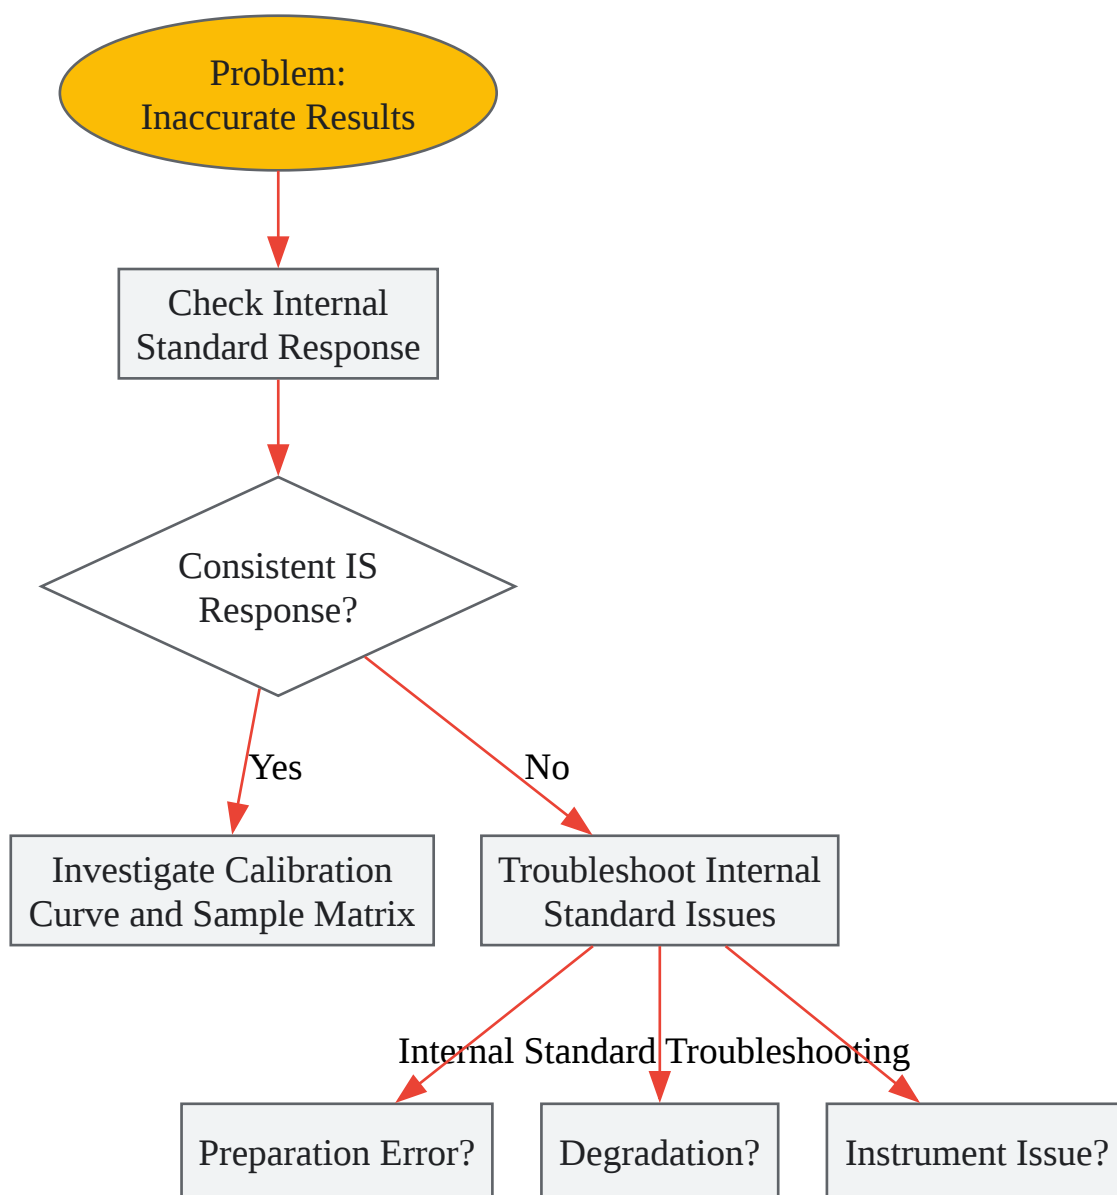 Problem:
Inaccurate Results
Check Internal
Standard Response
Consistent IS
Response?
Yes
No
Investigate Calibration
Curve and Sample Matrix
Troubleshoot Internal
Standard Issues
Internal Standard Troubleshooting
Preparation Error?
Degradation?
Instrument Issue?